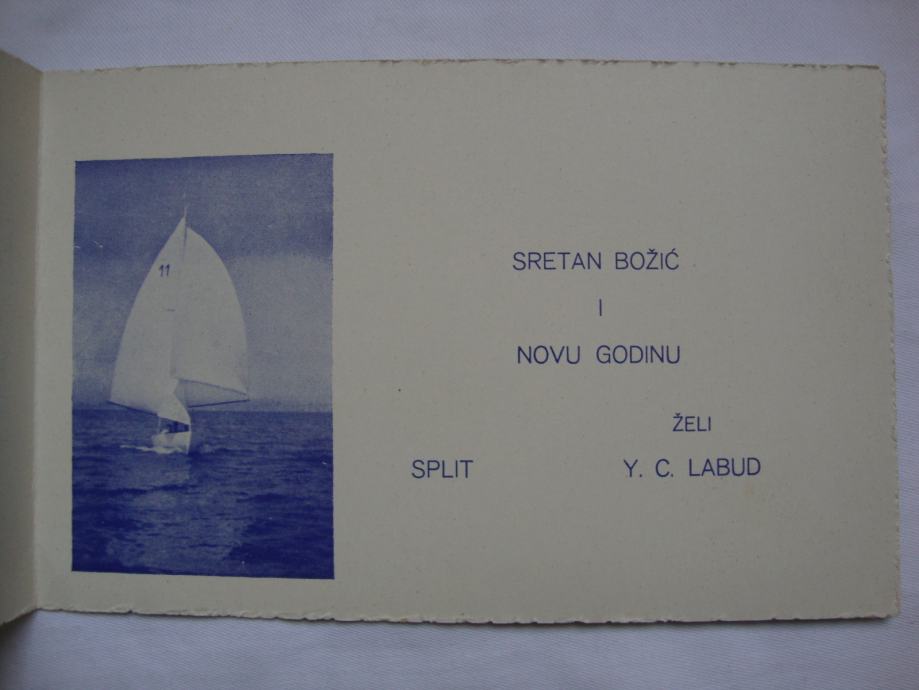 11
SRETAN BOŽIĆ
I
NOVU GODINU
ŽELI
SPLIT Y. C. LABUD